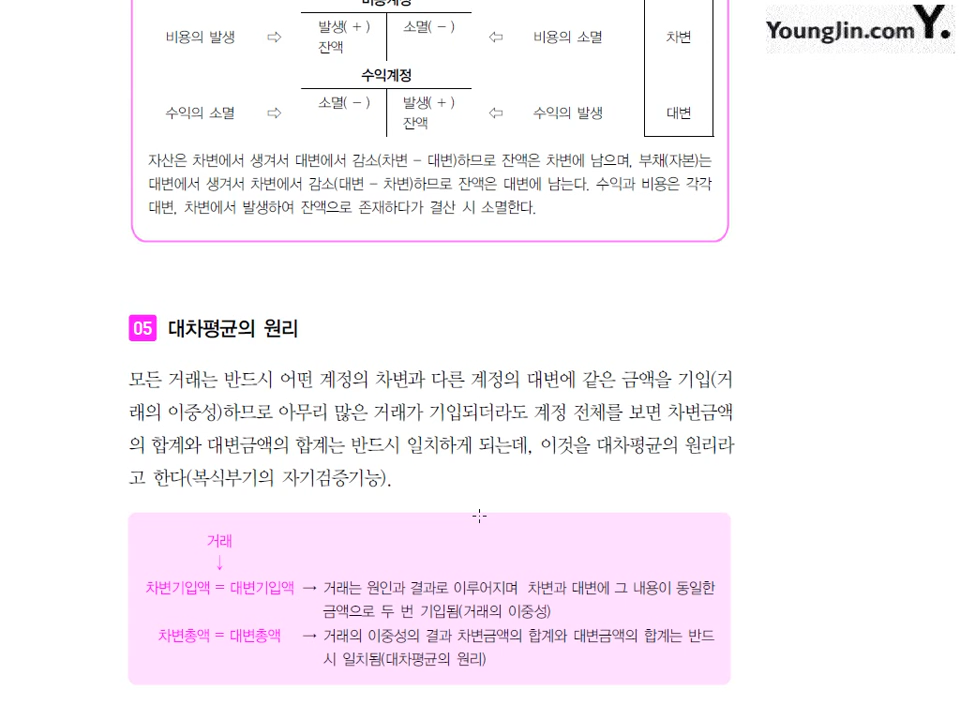 비용계정
비용의 발생 ⇨ 발생( + ) 소멸( − ) ⇦ 비용의 소멸 차변
잔액
수익계정
수익의 소멸 ⇨ 소멸( − ) 발생( + ) ⇦ 수익의 발생 대변
잔액
자산은 차변에서 생겨서 대변에서 감소(차변 − 대변)하므로 잔액은 차변에 남으며, 부채(자본)는
대변에서 생겨서 차변에서 감소(대변 − 차변)하므로 잔액은 대변에 남는다. 수익과 비용은 각각
대변, 차변에서 발생하여 잔액으로 존재하다가 결산 시 소멸한다.
YoungJin.com Y.
05 대차평균의 원리
모든 거래는 반드시 어떤 계정의 차변과 다른 계정의 대변에 같은 금액을 기입(거
래의 이중성)하므로 아무리 많은 거래가 기입되더라도 계정 전체를 보면 차변금액
의 합계와 대변금액의 합계는 반드시 일치하게 되는데, 이것을 대차평균의 원리라
고 한다(복식부기의 자기검증기능).
거래
↓
차변기입액 = 대변기입액 → 거래는 원인과 결과로 이루어지며 차변과 대변에 그 내용이 동일한
금액으로 두 번 기입됨(거래의 이중성)
차변총액 = 대변총액 → 거래의 이중성의 결과 차변금액의 합계와 대변금액의 합계는 반드
시 일치됨(대차평균의 원리)